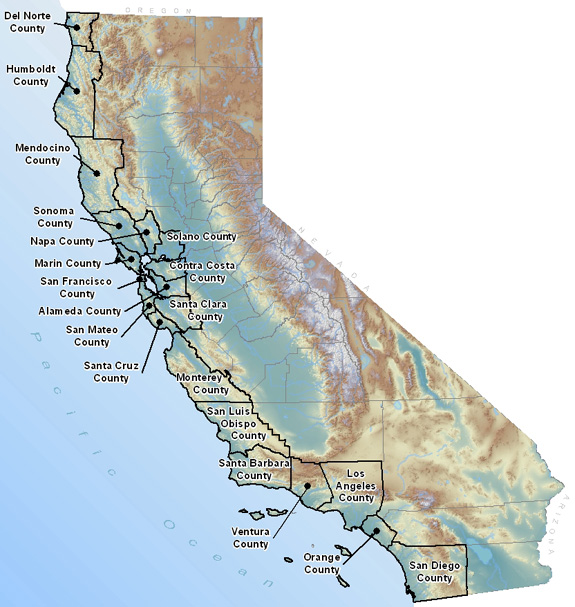 OREGON
Del Norte
County
Humboldt
County
Mendocino
County
NEVADA
Sonoma
County
Napa County
Solano County
Marin County
Contra Costa
County
San Francisco
County
Alameda County
Santa Clara
County
San Mateo
County
Santa Cruz
County
Monterey
County
San Luis
Obispo
County
Santa Barbara
County
Los
Angeles
County
Pacific Ocean
Ventura
County
Orange
County
San Diego
County
ARIZONA